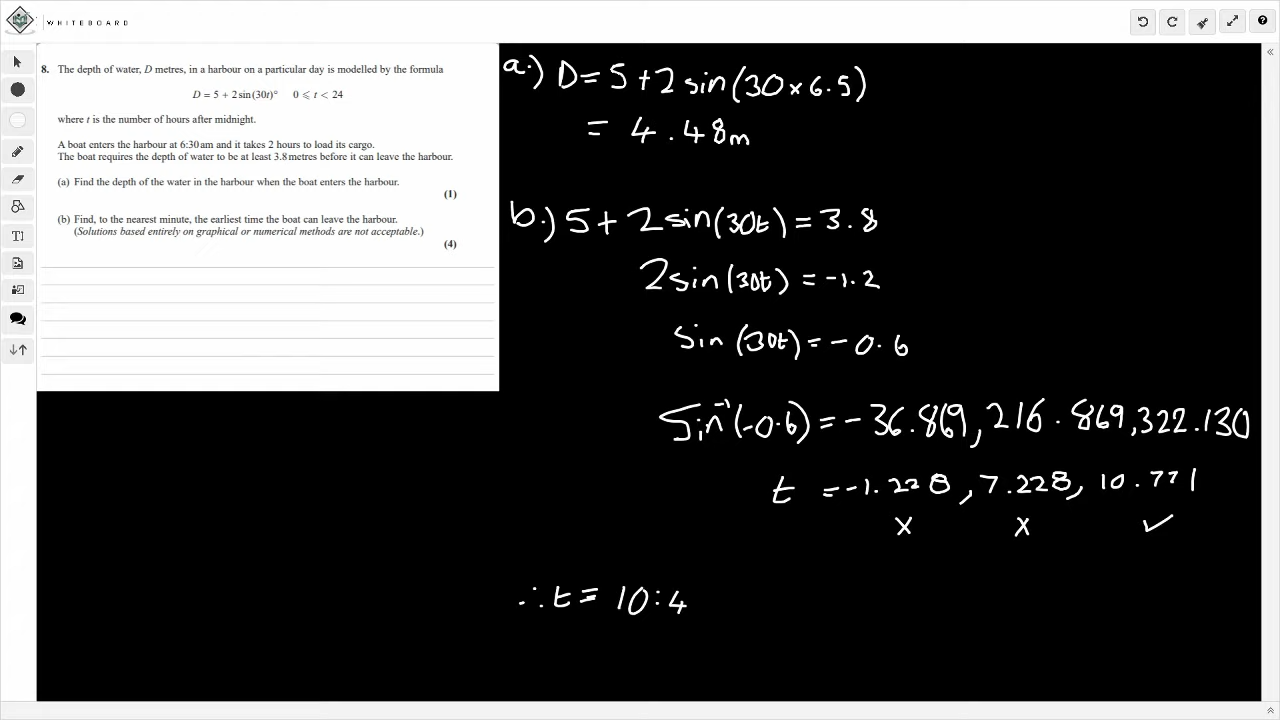 WHITEBOARD
8. The depth of water, D metres, in a harbour on a particular day is modelled by the formula
D = 5 + 2 sin(30t)° 0 ⩽ t < 24
where t is the number of hours after midnight.
A boat enters the harbour at 6:30 am and it takes 2 hours to load its cargo.
The boat requires the depth of water to be at least 3.8 metres before it can leave the harbour.
(a) Find the depth of the water in the harbour when the boat enters the harbour.
(1)
(b) Find, to the nearest minute, the earliest time the boat can leave the harbour.
(Solutions based entirely on graphical or numerical methods are not acceptable.)
(4)
a.) D = 5 + 2 sin(30 × 6.5)
= 4.48m
b.) 5 + 2 sin(30t) = 3.8
2 sin(30t) = -1.2
sin (30t) = -0.6
Sin⁻¹(-0.6) = -36.869, 216.869, 322.130
t = -1.228, 7.228, 10.771
x x ✓
∴ t = 10:4